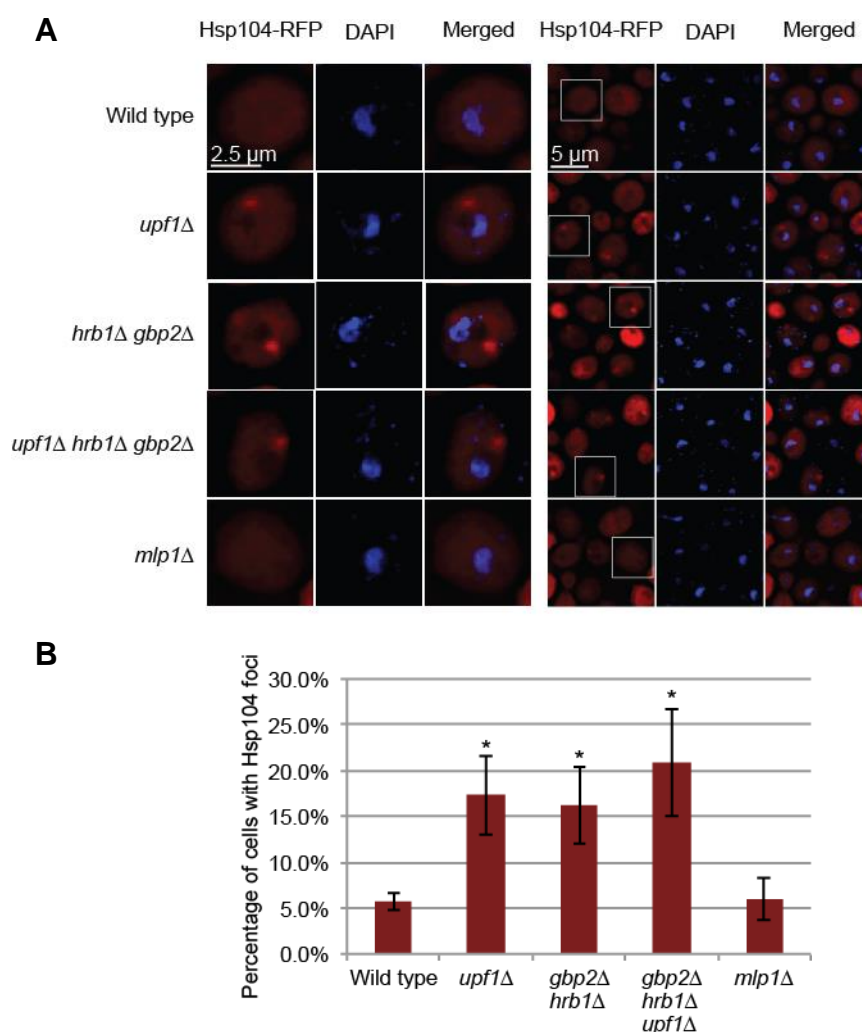 A
Hsp104-RFP DAPI Merged Hsp104-RFP DAPI Merged
Wild type
2.5 µm 5 µm
upf1Δ
hrb1Δ gbp2Δ
upf1Δ hrb1Δ gbp2Δ
mlp1Δ
B
Percentage of cells with Hsp104 foci
30.0%
25.0%
20.0%
15.0%
10.0%
5.0%
0.0%
* * *
Wild type upf1Δ gbp2Δ gbp2Δ mlp1Δ
hrb1Δ hrb1Δ
upf1Δ